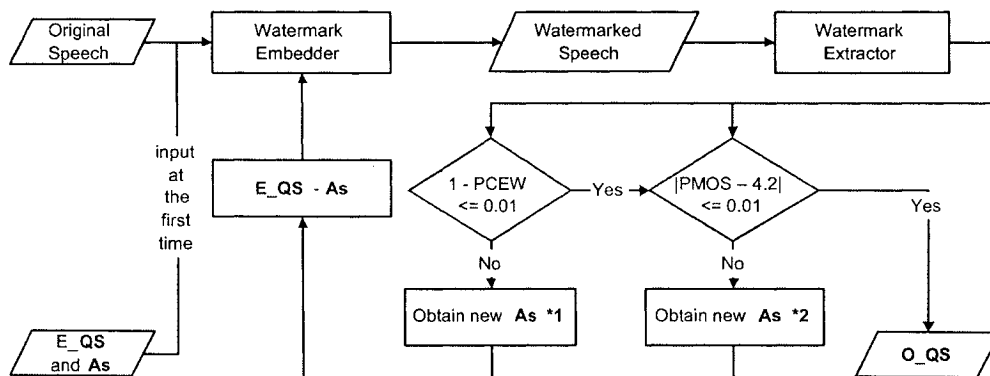 Original
Speech
Watermark
Embedder
Watermarked
Speech
Watermark
Extractor
input
at
the
first
time
E_QS - As
1 - PCEW
<= 0.01
Yes
|PMOS – 4.2|
<= 0.01
Yes
No
No
Obtain new As *1
Obtain new As *2
E_QS
and As
O_QS